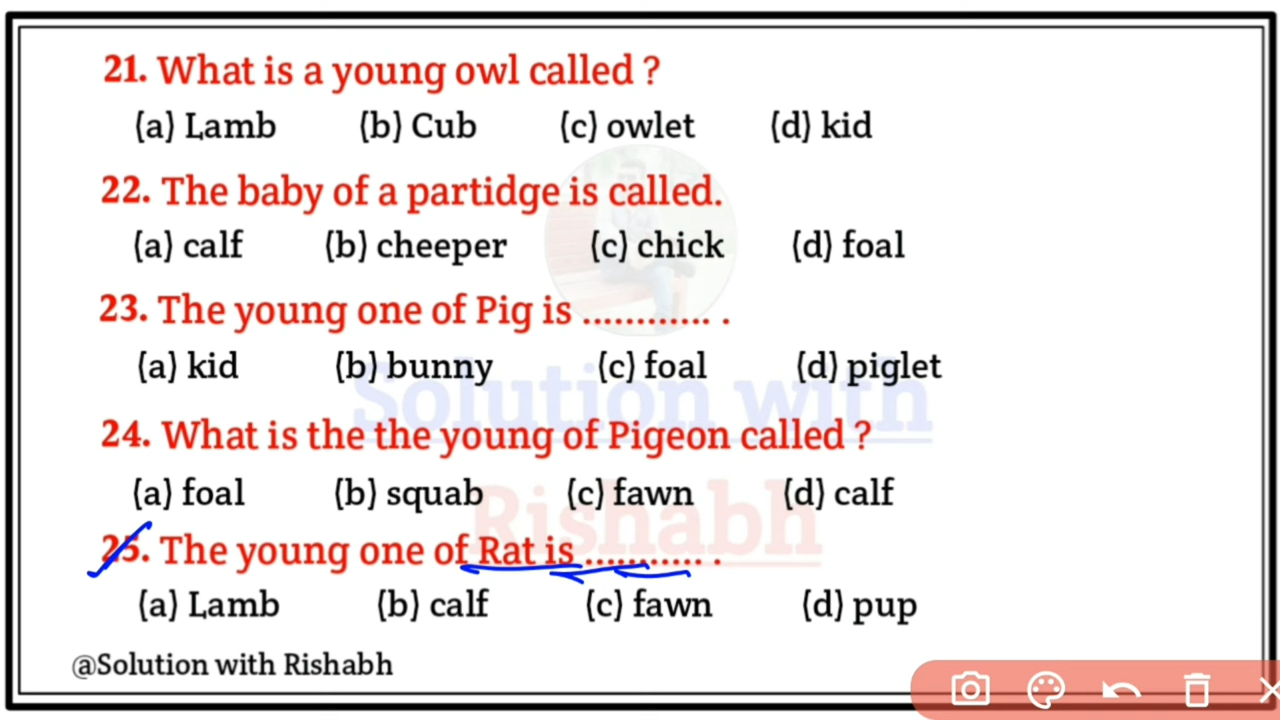 21. What is a young owl called ?
(a) Lamb (b) Cub (c) owlet (d) kid
22. The baby of a partidge is called.
(a) calf (b) cheeper (c) chick (d) foal
23. The young one of Pig is ............ .
(a) kid (b) bunny (c) foal (d) piglet
Solution with
24. What is the the young of Pigeon called ?
(a) foal (b) squab (c) fawn (d) calf
Rishabh
25. The young one of Rat is ........... .
(a) Lamb (b) calf (c) fawn (d) pup
@Solution with Rishabh